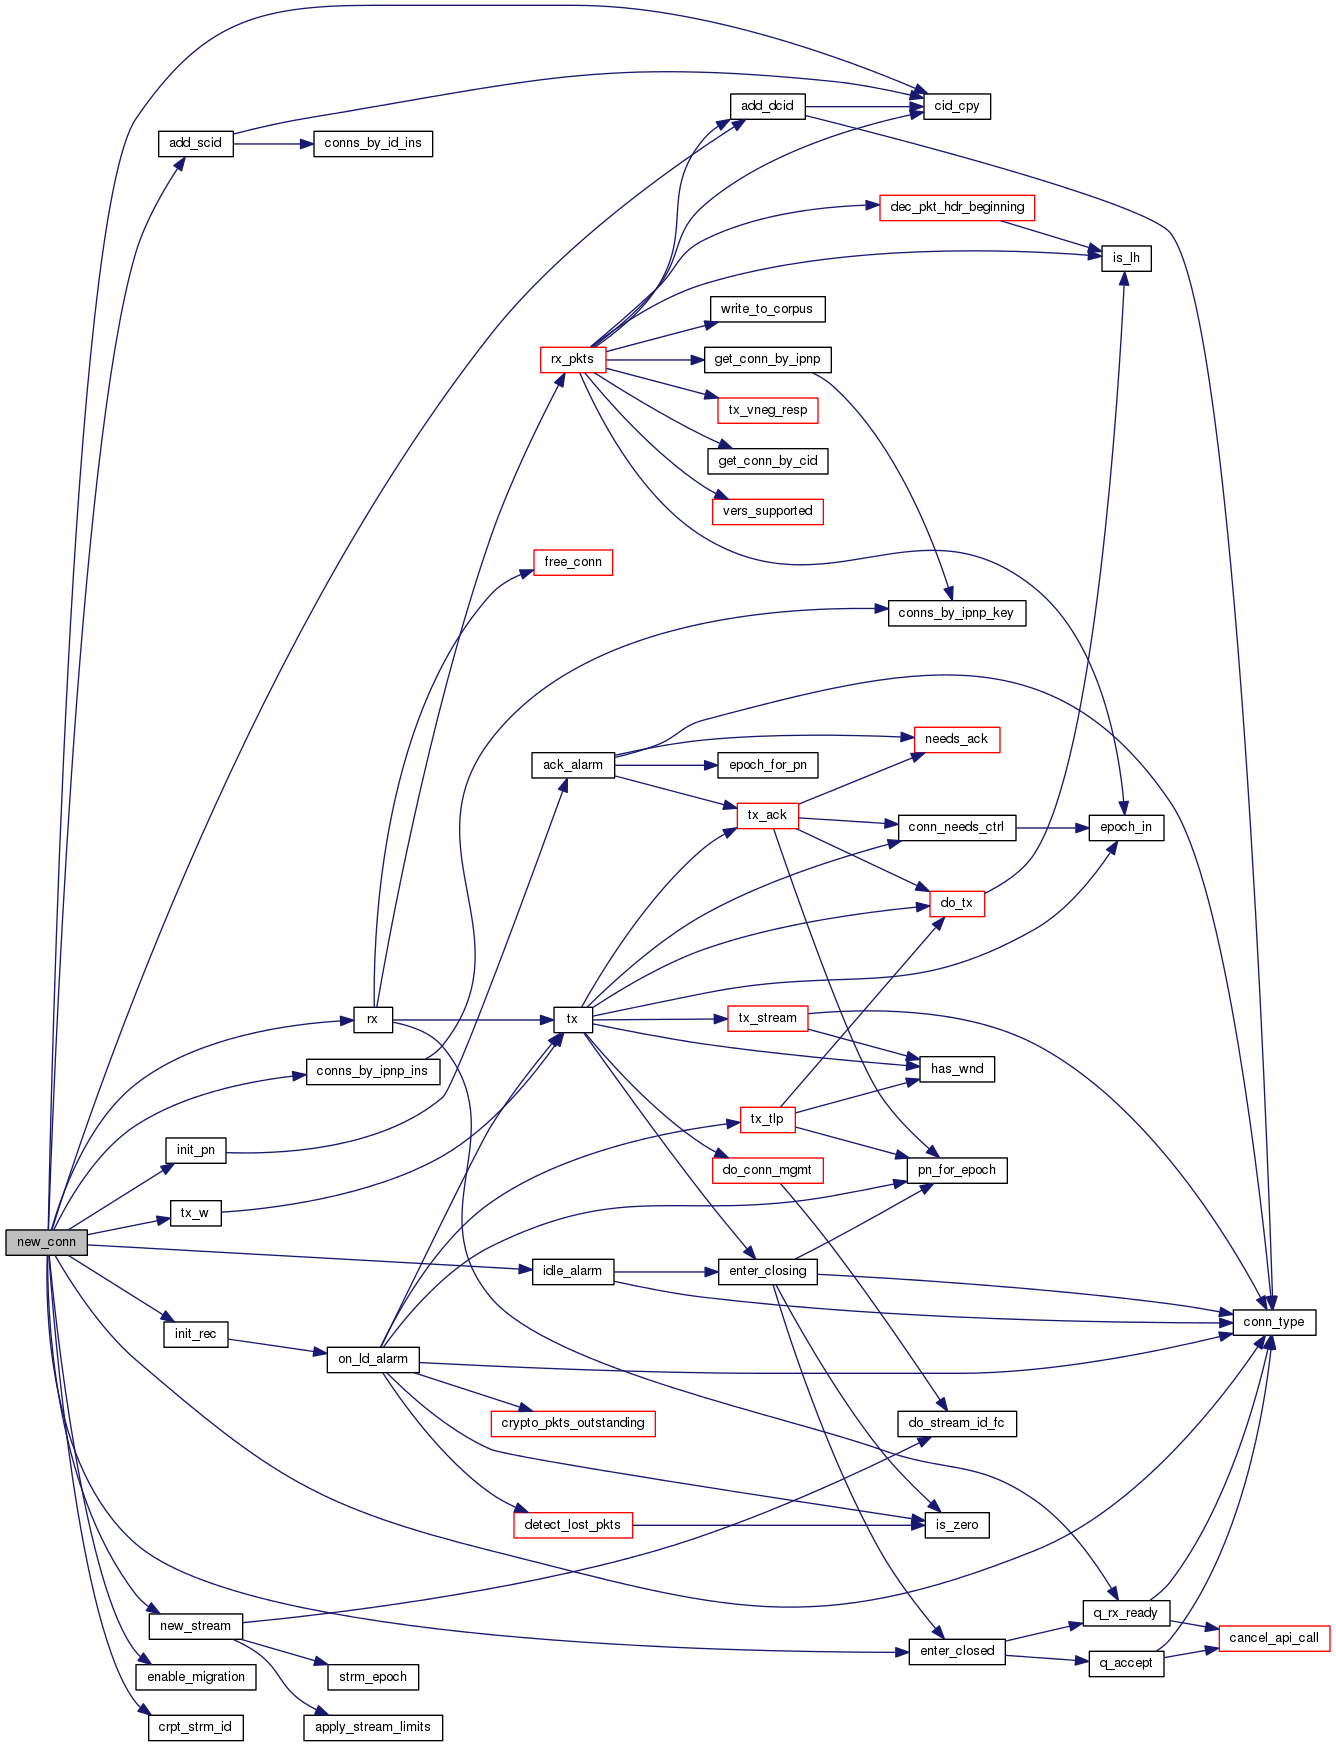 cid_cpy
add_dcid
add_scid
conns_by_id_ins
dec_pkt_hdr_beginning
is_lh
write_to_corpus
rx_pkts
get_conn_by_ipnp
tx_vneg_resp
get_conn_by_cid
vers_supported
free_conn
conns_by_ipnp_key
needs_ack
ack_alarm
epoch_for_pn
tx_ack
conn_needs_ctrl
epoch_in
do_tx
rx
tx
tx_stream
conns_by_ipnp_ins
has_wnd
tx_tlp
init_pn
do_conn_mgmt
pn_for_epoch
tx_w
new_conn
idle_alarm
enter_closing
conn_type
init_rec
on_ld_alarm
crypto_pkts_outstanding
do_stream_id_fc
detect_lost_pkts
is_zero
q_rx_ready
new_stream
cancel_api_call
enter_closed
q_accept
enable_migration
strm_epoch
crpt_strm_id
apply_stream_limits